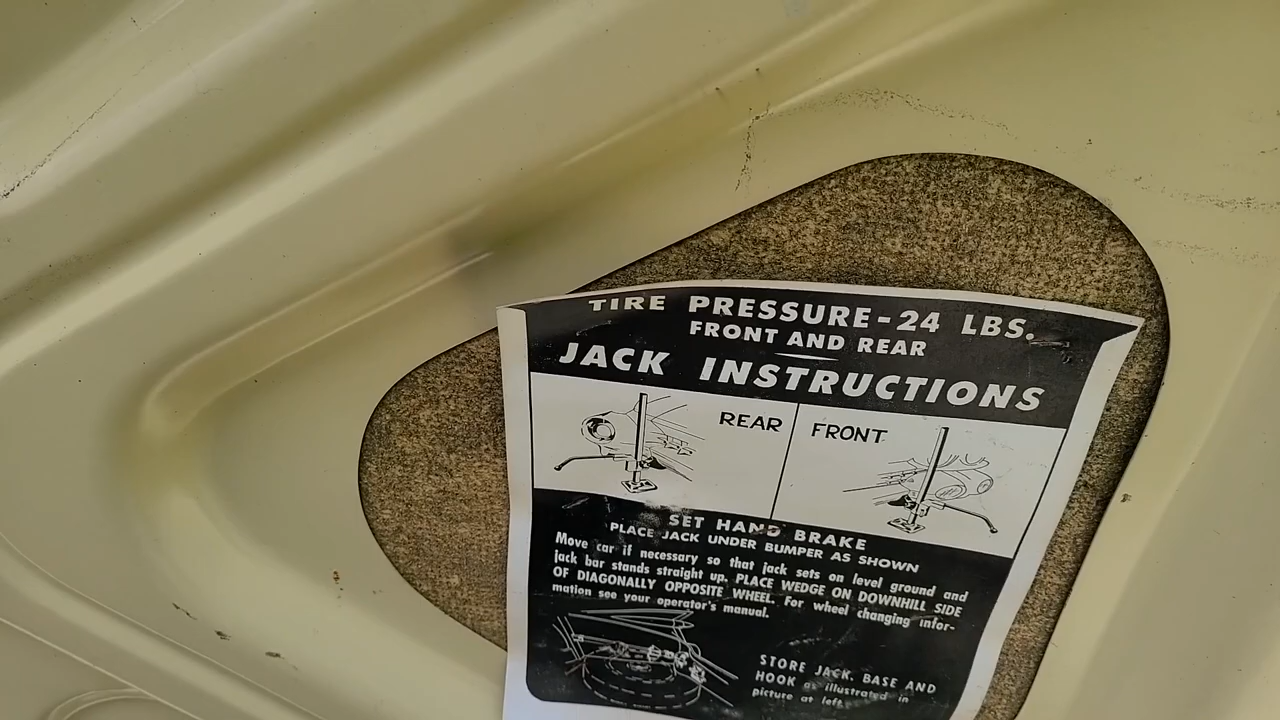 TIRE PRESSURE-24 LBS.
FRONT AND REAR
JACK INSTRUCTIONS
REAR
FRONT
SET HAND BRAKE
PLACE JACK UNDER BUMPER AS SHOWN
Move car if necessary so that jack sets on level ground and
jack bar stands straight up. PLACE WEDGE ON DOWNHILL SIDE
OF DIAGONALLY OPPOSITE WHEEL. For wheel changing infor-
mation see your operator's manual.
STORE JACK, BASE AND
HOOK as illustrated in
picture at left.